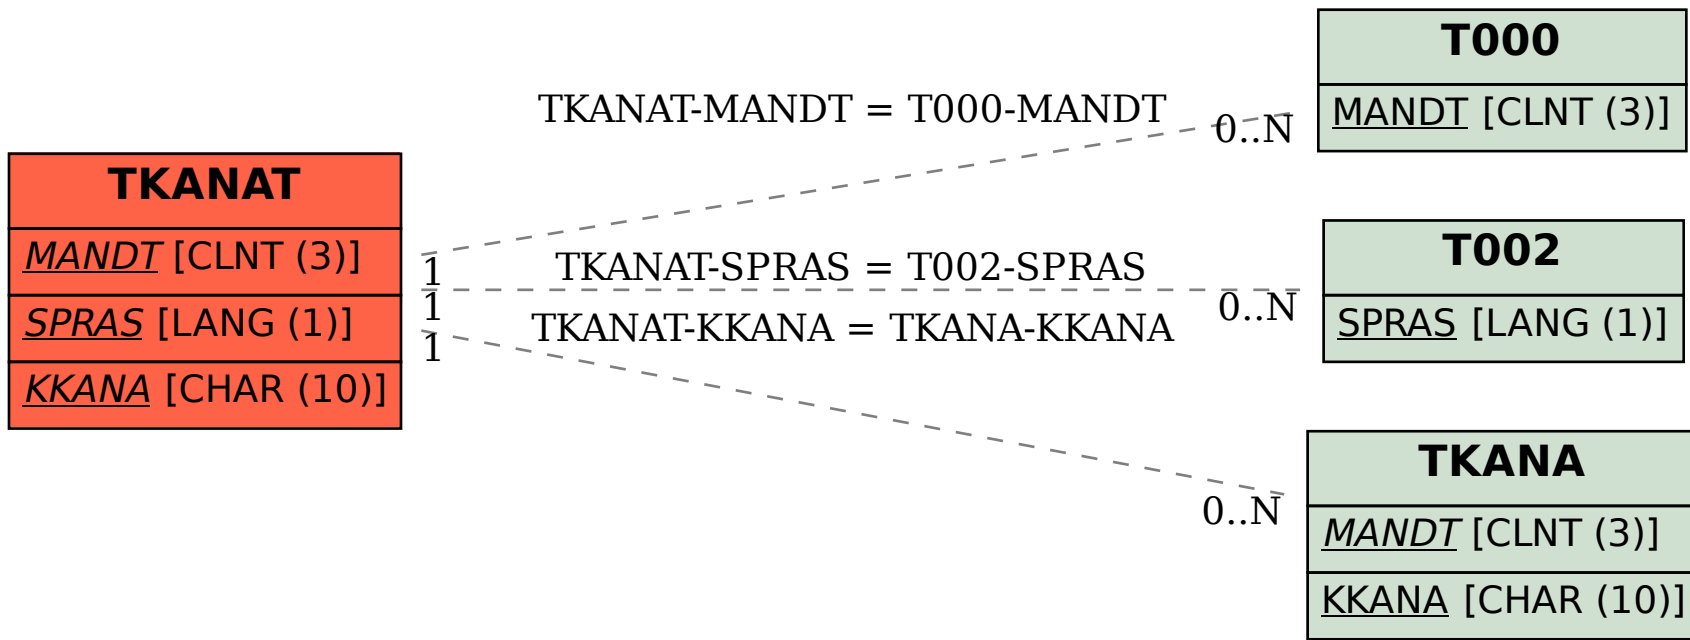 TKANAT
MANDT [CLNT (3)]
SPRAS [LANG (1)]
KKANA [CHAR (10)]
TKANAT-MANDT = T000-MANDT
1
0..N
TKANAT-SPRAS = T002-SPRAS
1
0..N
TKANAT-KKANA = TKANA-KKANA
1
0..N
T000
MANDT [CLNT (3)]
T002
SPRAS [LANG (1)]
TKANA
MANDT [CLNT (3)]
KKANA [CHAR (10)]